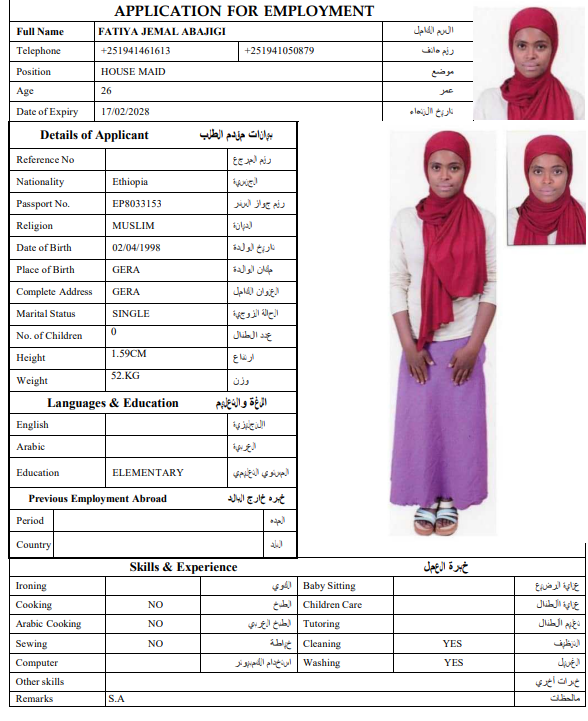 APPLICATION FOR EMPLOYMENT
Full Name FATIYA JEMAL ABAJIGI الاسم الكامل
Telephone +251941461613 +251941050879 رقم هاتف
Position HOUSE MAID موضع
Age 26 عمر
Date of Expiry 17/02/2028 تاريخ الانتهاء
Details of Applicant بيانات مقدم الطلب
Reference No رقم المرجع
Nationality Ethiopia الجنسية
Passport No. EP8033153 رقم جواز السفر
Religion MUSLIM الديانة
Date of Birth 02/04/1998 تاريخ الولادة
Place of Birth GERA مكان الولادة
Complete Address GERA العنوان الكامل
Marital Status SINGLE الحالة الزوجية
No. of Children 0 عدد الاطفال
Height 1.59CM ارتفاع
Weight 52.KG وزن
Languages & Education اللغة والتعليم
English الانجليزية
Arabic العربية
Education ELEMENTARY المستوي التعليمي
Previous Employment Abroad خبره خارج البلاد
Period المده
Country البلد
Skills & Experience خبرة العمل
Ironing الكوي Baby Sitting عناية الرضيع
Cooking NO الطبخ Children Care عناية الاطفال
Arabic Cooking NO الطبخ العربي Tutoring تعليم الاطفال
Sewing NO خياطة Cleaning YES التنظيف
Computer استخدام الكمبيوتر Washing YES الغسيل
Other skills خبرات أخري
Remarks S.A ملاحظات